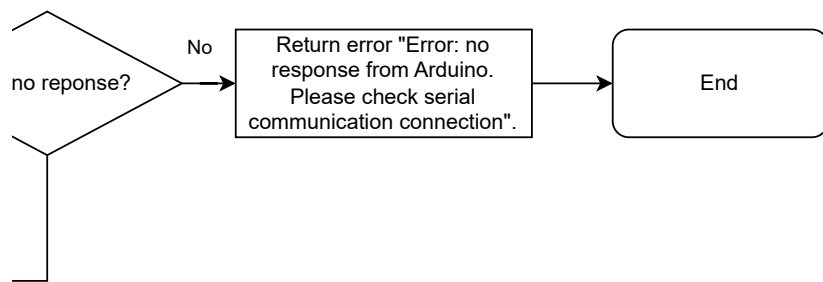 no reponse?
No
Return error "Error: no
response from Arduino.
Please check serial
communication connection".
End